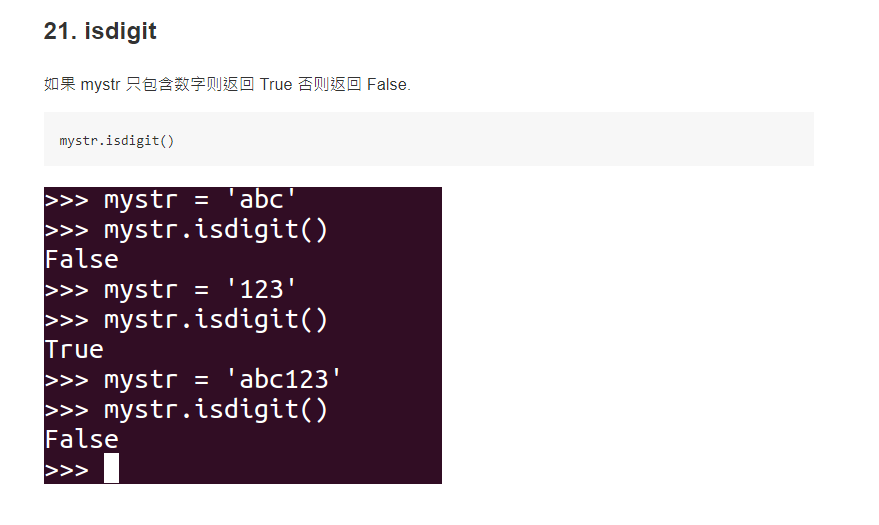 21. isdigit
如果 mystr 只包含数字则返回 True 否则返回 False.
mystr.isdigit()
>>> mystr = 'abc'
>>> mystr.isdigit()
False
>>> mystr = '123'
>>> mystr.isdigit()
True
>>> mystr = 'abc123'
>>> mystr.isdigit()
False
>>>